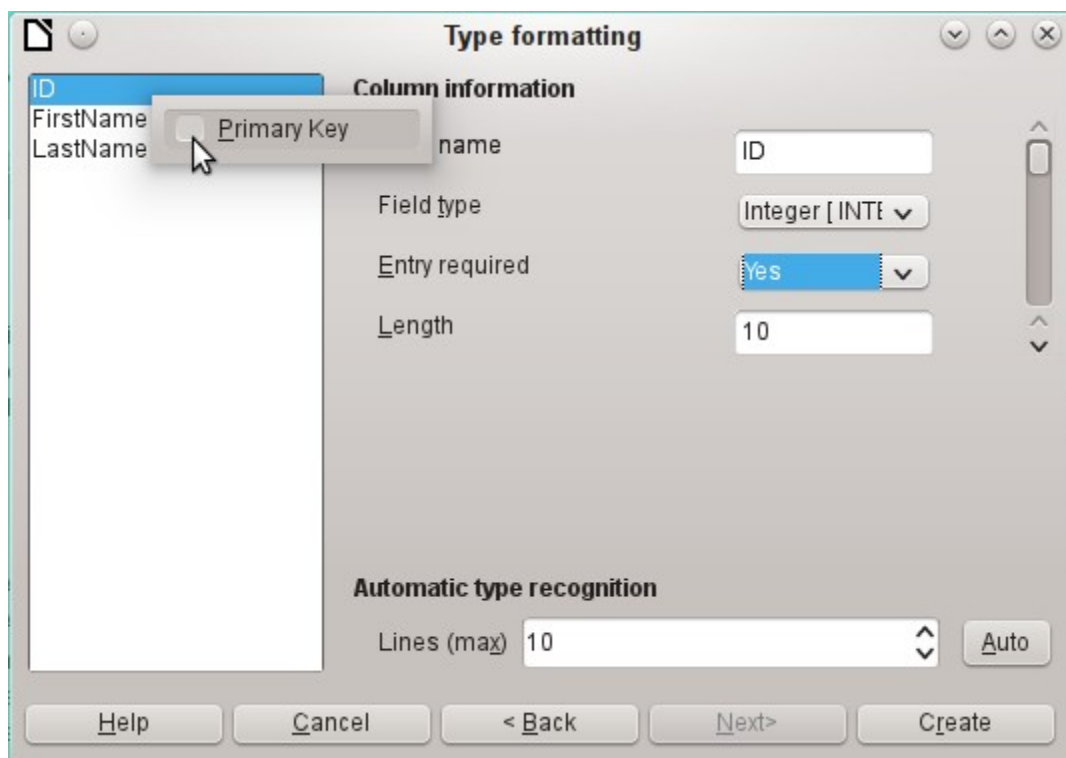 Type formatting
ID
FirstName
LastName
Primary Key
Column information
name
ID
Field type
Integer [ INTE
Entry required
Yes
Length
10
Automatic type recognition
Lines (max)
10
Auto
Help
Cancel
< Back
Next>
Create